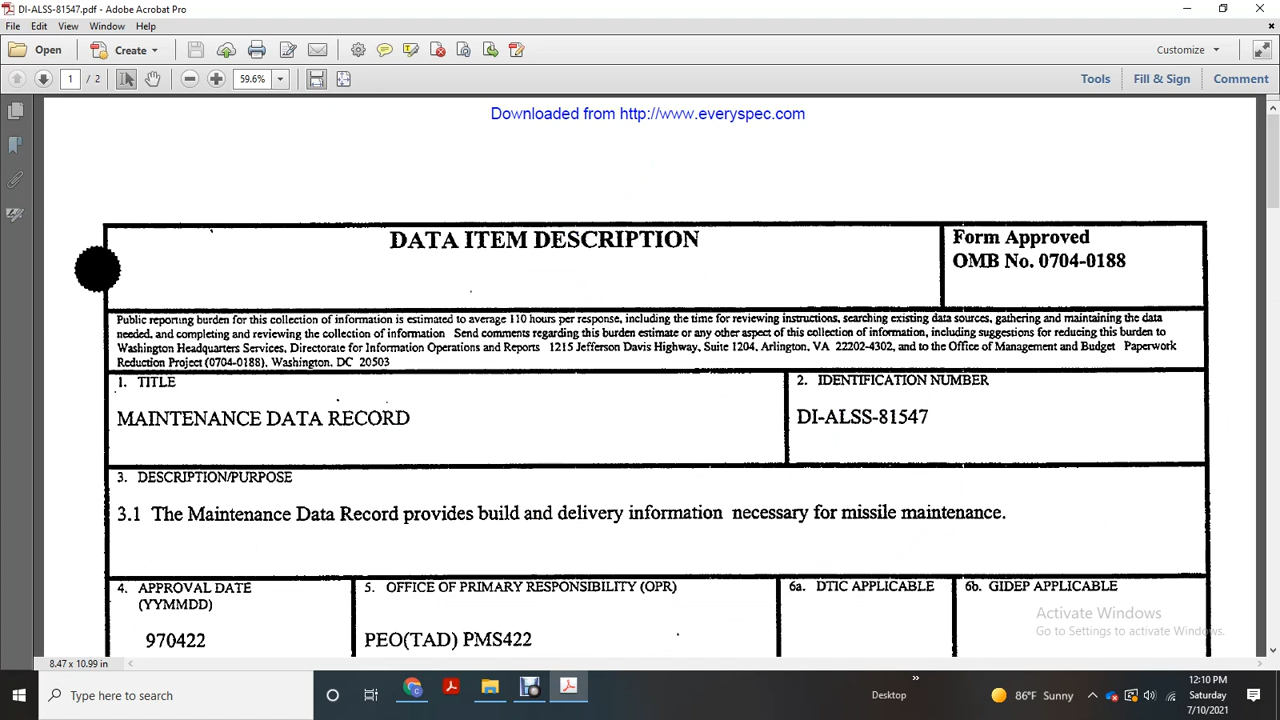 DI-ALSS-81547.pdf - Adobe Acrobat Pro
File Edit View Window Help
Open Create Customize
1 / 2 59.6% Tools Fill & Sign Comment
Downloaded from http://www.everyspec.com
DATA ITEM DESCRIPTION
Form Approved
OMB No. 0704-0188
Public reporting burden for this collection of information is estimated to average 110 hours per response, including the time for reviewing instructions, searching existing data sources, gathering and maintaining the data
needed, and completing and reviewing the collection of information Send comments regarding this burden estimate or any other aspect of this collection of information, including suggestions for reducing this burden to
Washington Headquarters Services, Directorate for Information Operations and Reports 1215 Jefferson Davis Highway, Suite 1204, Arlington, VA 22202-4302, and to the Office of Management and Budget Paperwork
Reduction Project (0704-0188), Washington, DC 20503
1. TITLE
MAINTENANCE DATA RECORD
2. IDENTIFICATION NUMBER
DI-ALSS-81547
3. DESCRIPTION/PURPOSE
3.1 The Maintenance Data Record provides build and delivery information necessary for missile maintenance.
4. APPROVAL DATE
(YYMMDD)
970422
5. OFFICE OF PRIMARY RESPONSIBILITY (OPR)
PEO(TAD) PMS422
6a. DTIC APPLICABLE
6b. GIDEP APPLICABLE
Activate Windows
Go to Settings to activate Windows.
8.47 x 10.99 in
Type here to search
Desktop
86°F Sunny
12:10 PM
Saturday
7/10/2021